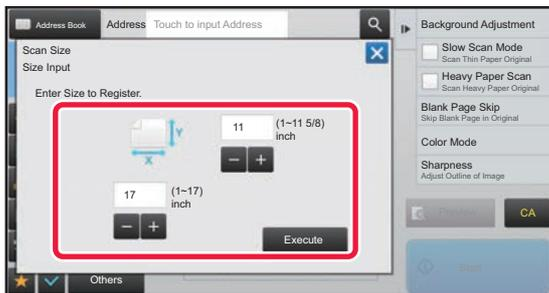 Address Book
Address
Touch to input Address
Scan Size
Size Input
Enter Size to Register.
Y
X
11
(1~11 5/8)
inch
17
(1~17)
inch
Execute
Others
Background Adjustment
Slow Scan Mode
Scan Thin Paper Original
Heavy Paper Scan
Scan Heavy Paper Original
Blank Page Skip
Skip Blank Page in Original
Color Mode
Sharpness
Adjust Outline of Image
Preview
CA
Start